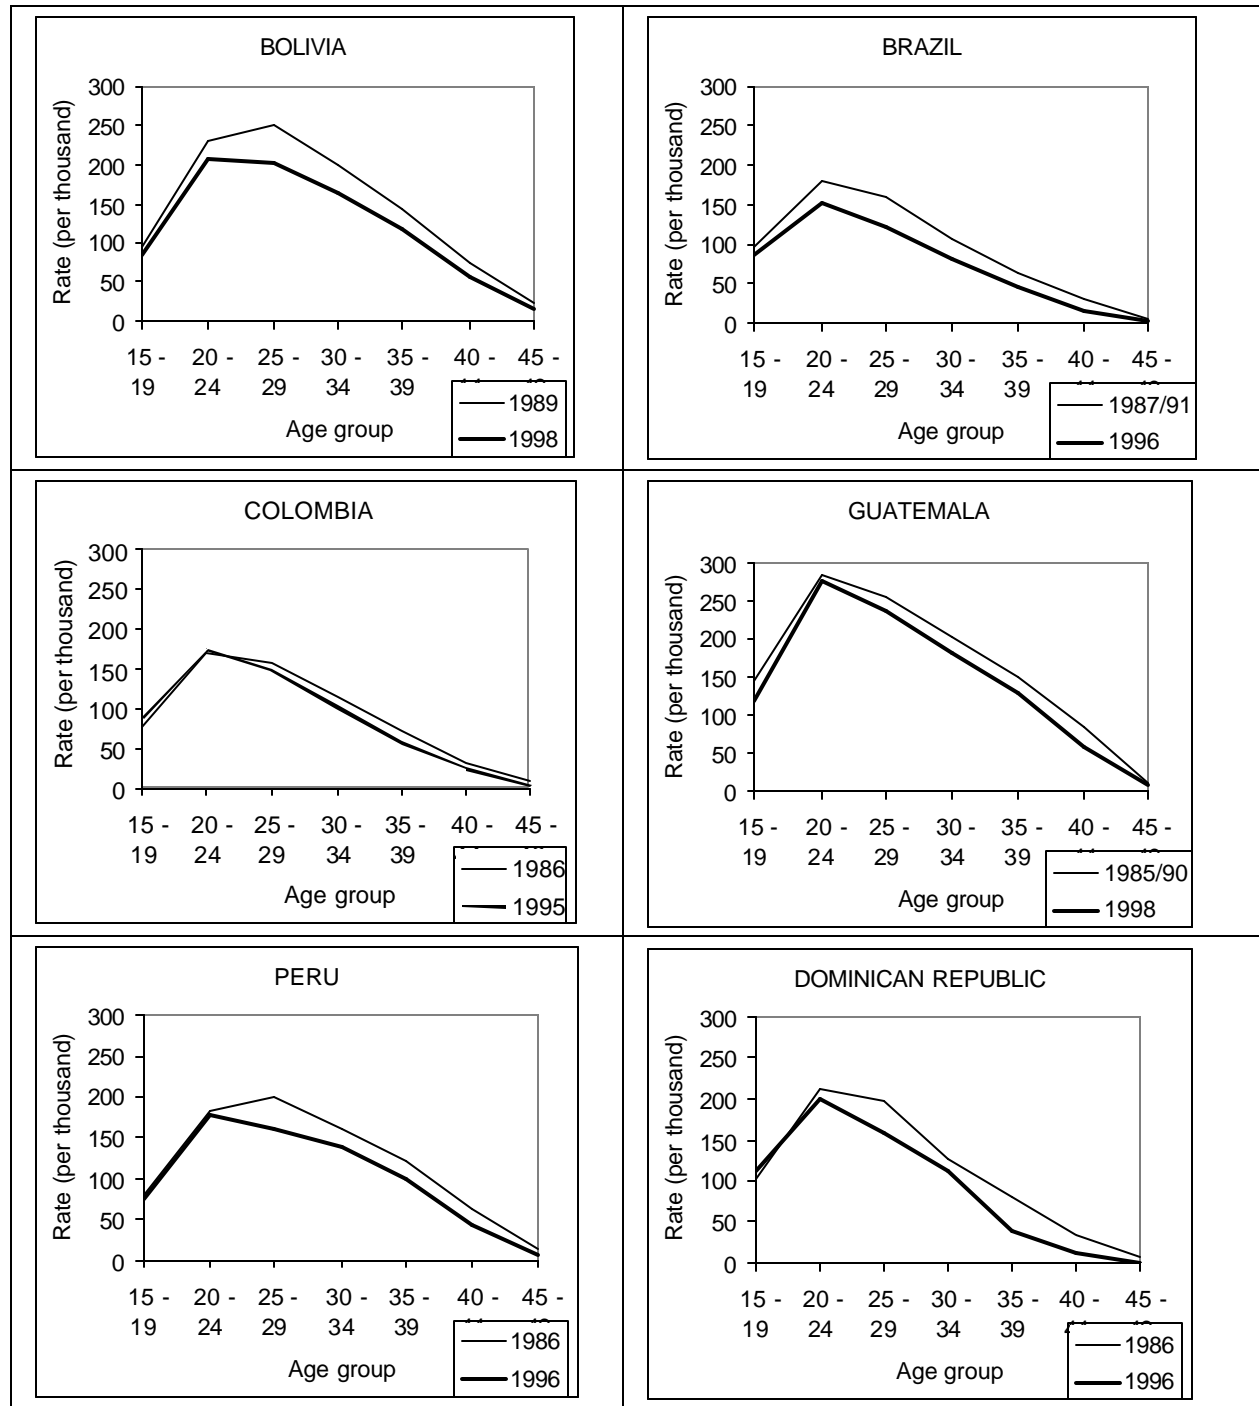 BOLIVIA
Rate (per thousand)
300
250
200
150
100
50
0
15 - 20 - 25 - 30 - 35 - 40 - 45 -
19 24 29 34 39
Age group
1989
1998
BRAZIL
Rate (per thousand)
300
250
200
150
100
50
0
15 - 20 - 25 - 30 - 35 - 40 - 45 -
19 24 29 34 39
Age group
1987/91
1996
COLOMBIA
Rate (per thousand)
300
250
200
150
100
50
0
15 - 20 - 25 - 30 - 35 - 40 - 45 -
19 24 29 34 39
Age group
1986
1995
GUATEMALA
Rate (per thousand)
300
250
200
150
100
50
0
15 - 20 - 25 - 30 - 35 - 40 - 45 -
19 24 29 34 39
Age group
1985/90
1998
PERU
Rate (per thousand)
300
250
200
150
100
50
0
15 - 20 - 25 - 30 - 35 - 40 - 45 -
19 24 29 34 39
Age group
1986
1996
DOMINICAN REPUBLIC
Rate (per thousand)
300
250
200
150
100
50
0
15 - 20 - 25 - 30 - 35 - 40 - 45 -
19 24 29 34 39
Age group
1986
1996